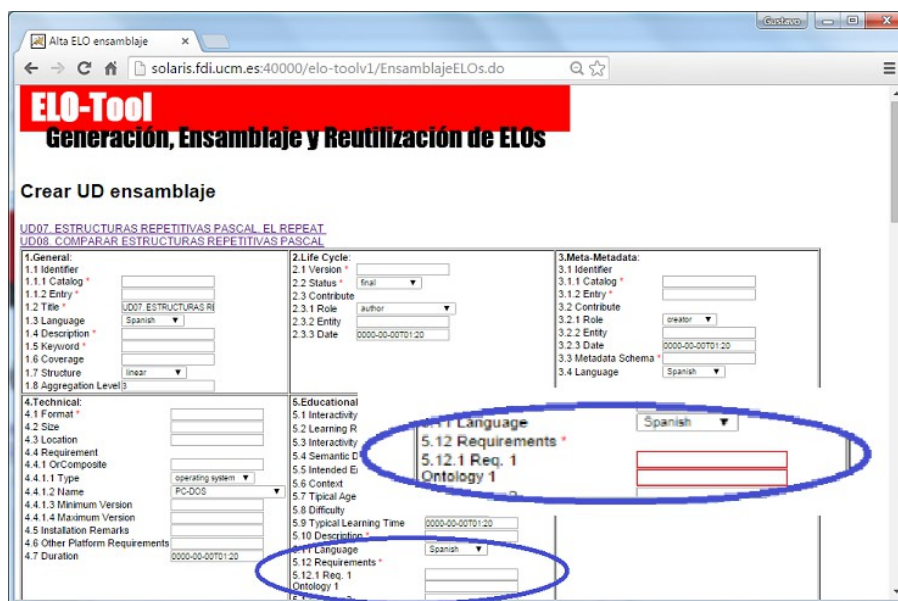 Gustavo
Alta ELO ensamblaje
solaris.fdi.ucm.es:40000/elo-toolv1/EnsamblajeELOs.do
ELO-Tool
Generación, Ensamblaje y Reutilización de ELOs
Crear UD ensamblaje
UD07. ESTRUCTURAS REPETITIVAS PASCAL. EL REPEAT
UD08. COMPARAR ESTRUCTURAS REPETITIVAS PASCAL
1.General:
1.1 Identifier
1.1.1 Catalog *
1.1.2 Entry *
1.2 Title * UD07. ESTRUCTURAS RE
1.3 Language Spanish
1.4 Description *
1.5 Keyword *
1.6 Coverage
1.7 Structure linear
1.8 Aggregation Level 3
2.Life Cycle:
2.1 Version *
2.2 Status * final
2.3 Contribute
2.3.1 Role author
2.3.2 Entity
2.3.3 Date 0000-00-00T01:20
3.Meta-Metadata:
3.1 Identifier
3.1.1 Catalog *
3.1.2 Entry *
3.2 Contribute
3.2.1 Role creator
3.2.2 Entity
3.2.3 Date 0000-00-00T01:20
3.3 Metadata Schema *
3.4 Language Spanish
4.Technical:
4.1 Format *
4.2 Size
4.3 Location
4.4 Requirement
4.4.1 OrComposite
4.4.1.1 Type operating system
4.4.1.2 Name PC-DOS
4.4.1.3 Minimum Version
4.4.1.4 Maximum Version
4.5 Installation Remarks
4.6 Other Platform Requirements
4.7 Duration 0000-00-00T01:20
5.Educational
5.1 Interactivity
5.2 Learning R
5.3 Interactivity
5.4 Semantic D
5.5 Intended E
5.6 Context
5.7 Tipical Age
5.8 Difficulty
5.9 Typical Learning Time 0000-00-00T01:20
5.10 Description *
5.11 Language Spanish
5.12 Requirements *
5.12.1 Req. 1
Ontology 1
Language Spanish
5.12 Requirements *
5.12.1 Req. 1
Ontology 1